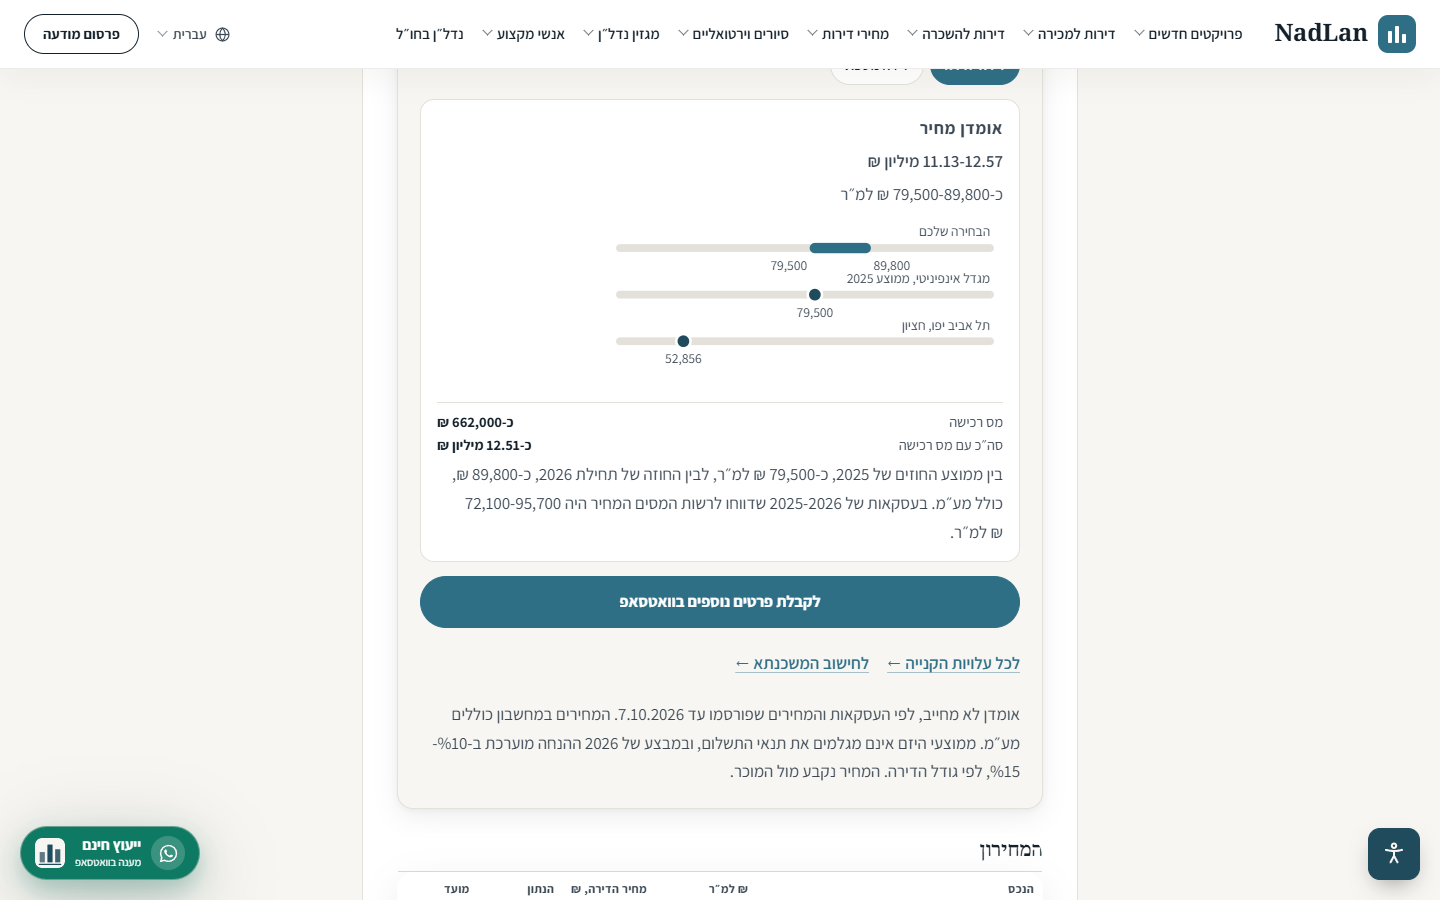 NadLan
פרויקטים חדשים
דירות למכירה
דירות להשכרה
מחירי דירות
סיורים וירטואליים
מגזין נדל״ן
אנשי מקצוע
נדל״ן בחו״ל
עברית
פרסום מודעה
אומדן מחיר
11.13-12.57 מיליון ₪
כ-79,500-89,800 ₪ למ״ר
הבחירה שלכם
79,500
89,800
מגדל אינפיניטי, ממוצע 2025
79,500
תל אביב יפו, חציון
52,856
מס רכישה
כ-662,000 ₪
סה״כ עם מס רכישה
כ-12.51 מיליון ₪
בין ממוצע החוזים של 2025, כ-79,500 ₪ למ״ר, לבין החוזה של תחילת 2026, כ-89,800 ₪,
כולל מע״מ. בעסקאות של 2025-2026 שדווחו לרשות המסים המחיר היה 72,100-95,700
₪ למ״ר.
לקבלת פרטים נוספים בוואטסאפ
לכל עלויות הקנייה ←
לחישוב המשכנתא ←
אומדן לא מחייב, לפי העסקאות והמחירים שפורסמו עד 7.10.2026. המחירים במחשבון כוללים
מע״מ. ממוצעי היזם אינם מגלמים את תנאי התשלום, ובמבצע של 2026 ההנחה מוערכת ב-10%-
15%, לפי גודל הדירה. המחיר נקבע מול המוכר.
ייעוץ חינם
מענה בוואטסאפ
המחירון
הנכס
₪ למ״ר
מחיר הדירה, ₪
הנתון
מועד